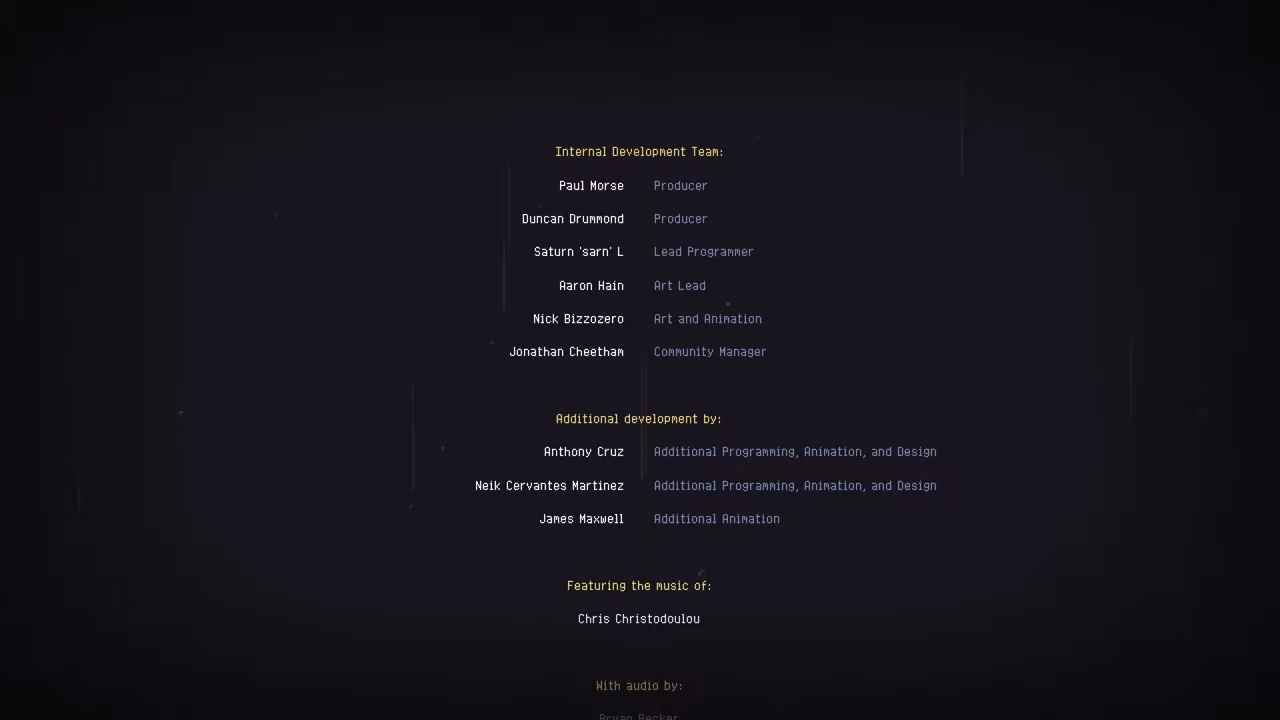 Internal Development Team:
Paul Morse Producer
Duncan Drummond Producer
Saturn 'sarn' L Lead Programmer
Aaron Hain Art Lead
Nick Bizzozero Art and Animation
Jonathan Cheetham Community Manager
Additional development by:
Anthony Cruz Additional Programming, Animation, and Design
Neik Cervantes Martinez Additional Programming, Animation, and Design
James Maxwell Additional Animation
Featuring the music of:
Chris Christodoulou
With audio by:
Bryan Becker